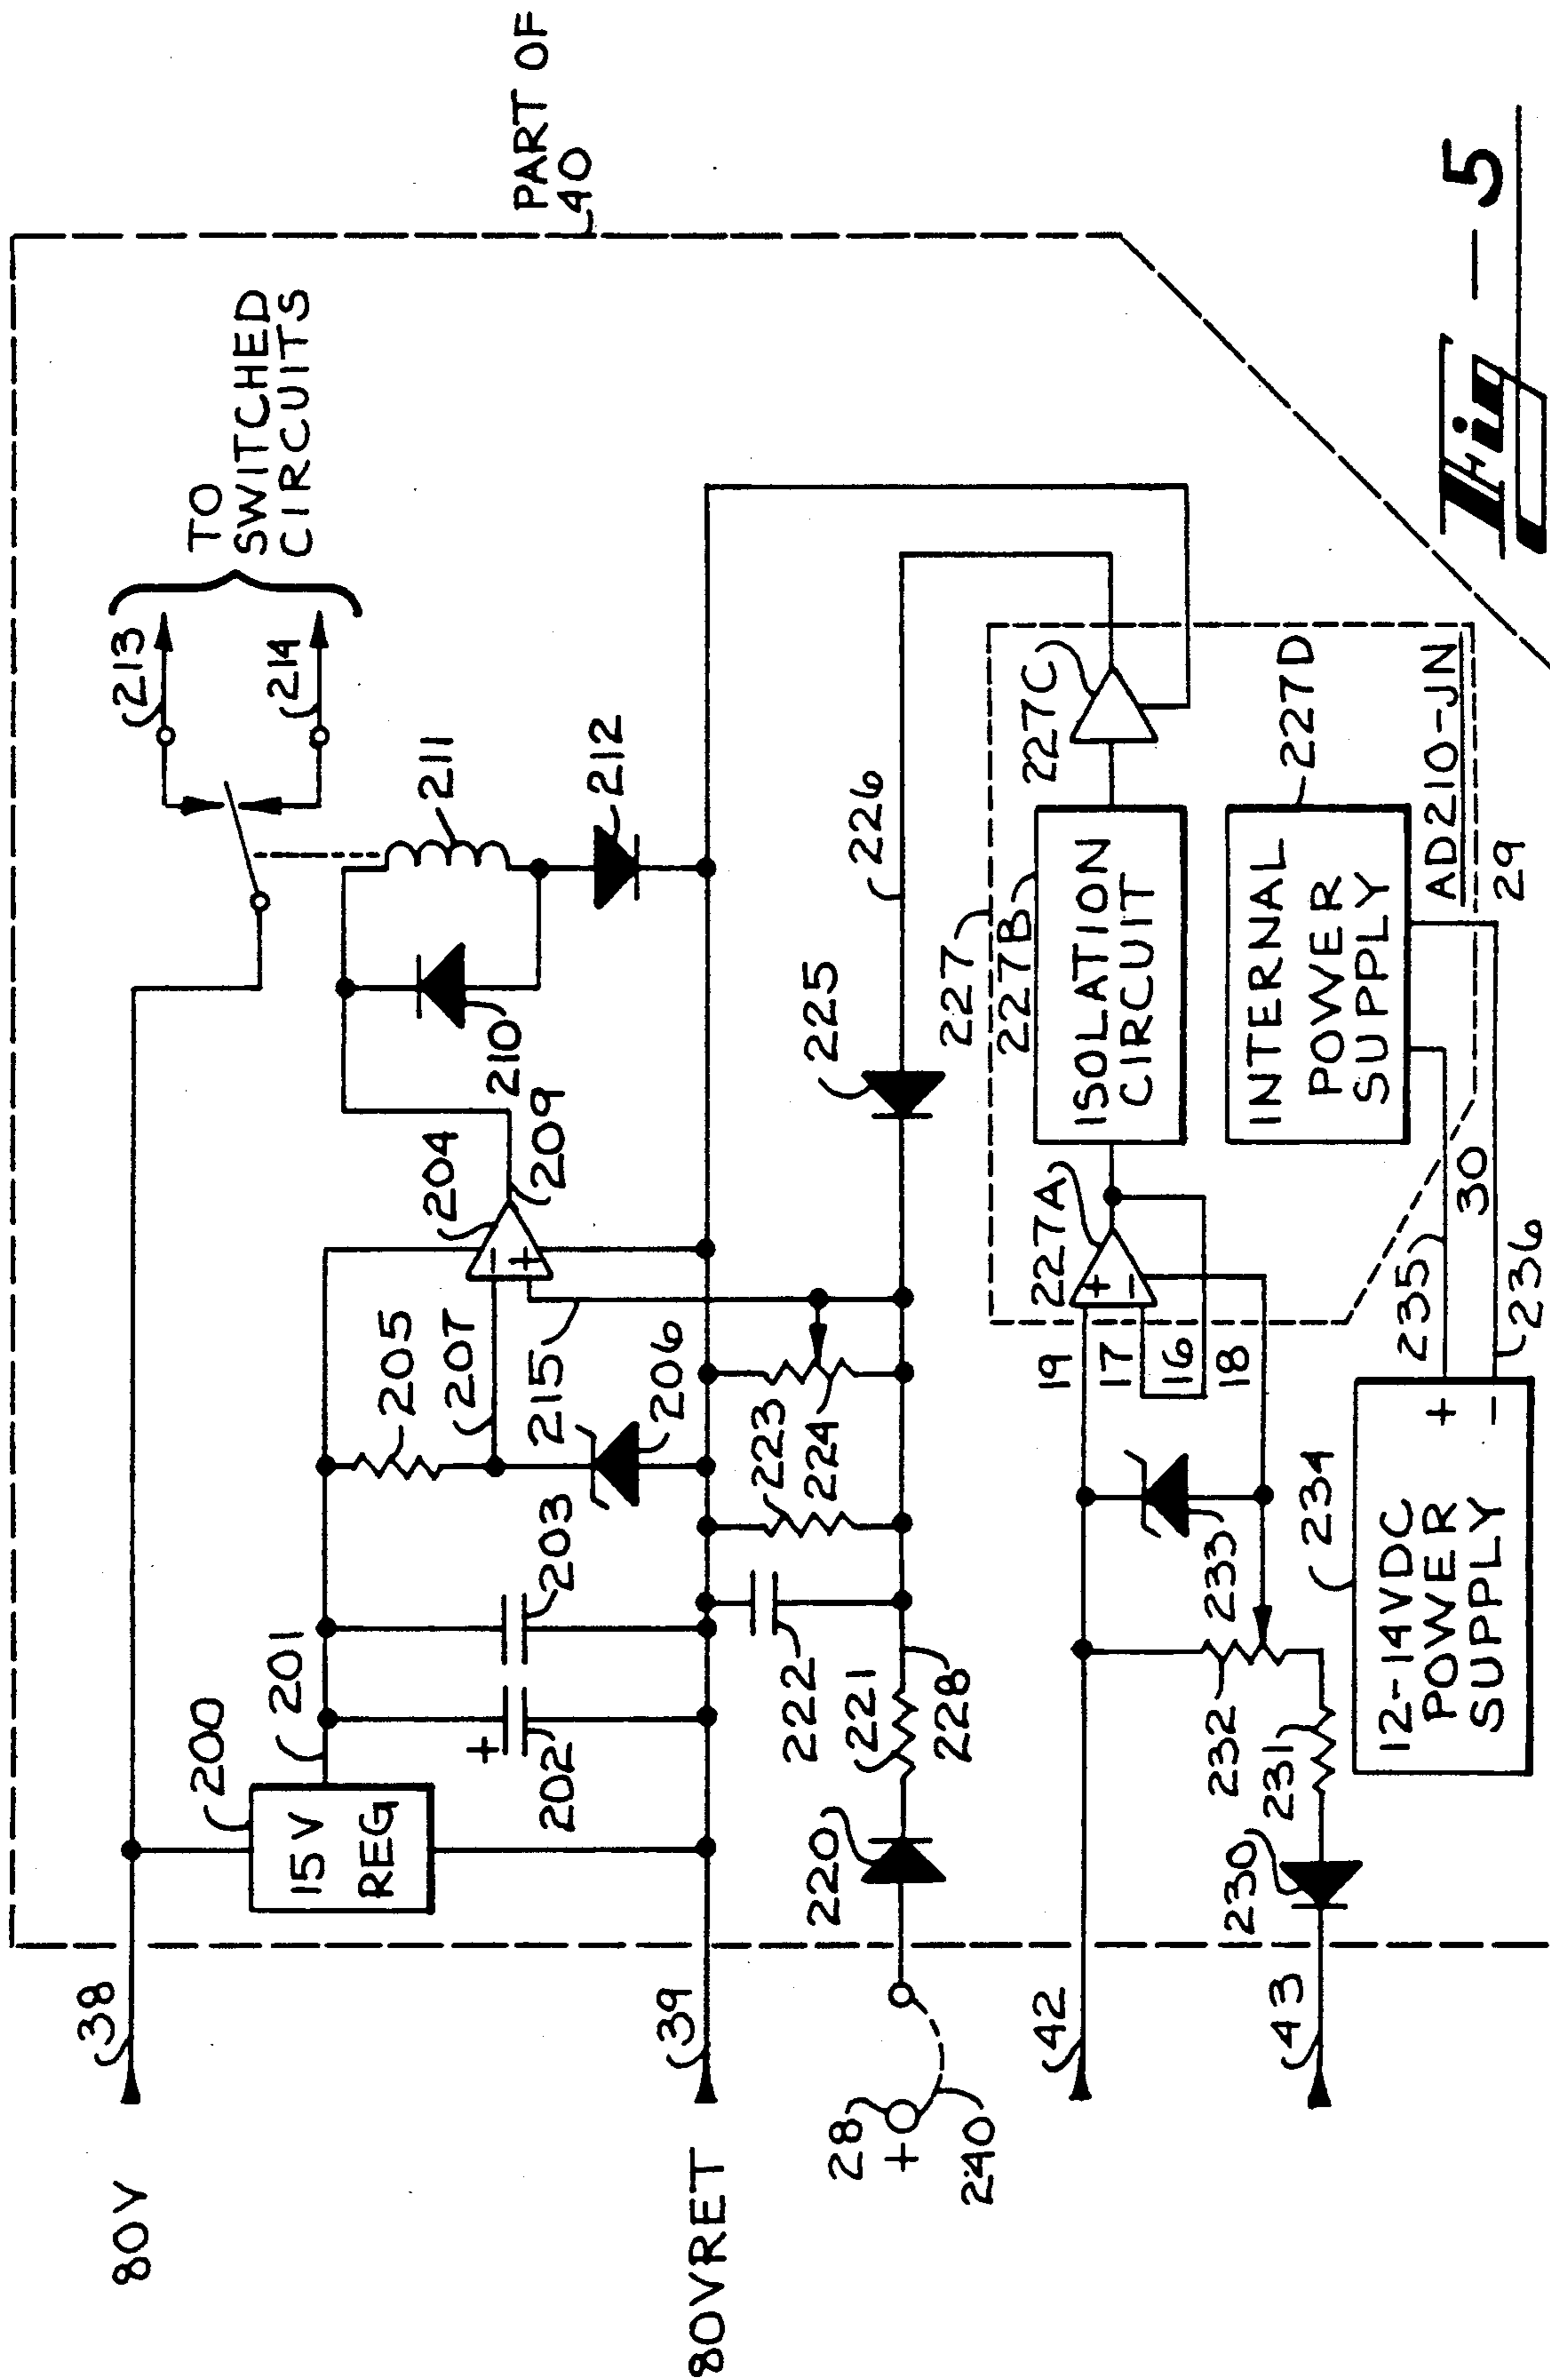 80V
38
200
15V
REG
201
+
202
203
205
207
206
204
209
210
211
212
213
214
TO
SWITCHED
CIRCUITS
PART OF
40
80VRET
39
215
223
224
222
221
228
220
28
+
240
225
226
227
227A
227B
ISOLATION
CIRCUIT
227C
227D
INTERNAL
POWER
SUPPLY
AD210-JN
29
30
19
17
16
18
+
−
−
+
42
43
230
231
232
233
234
12-14VDC
POWER
SUPPLY
+
−
235
236
Fig - 5